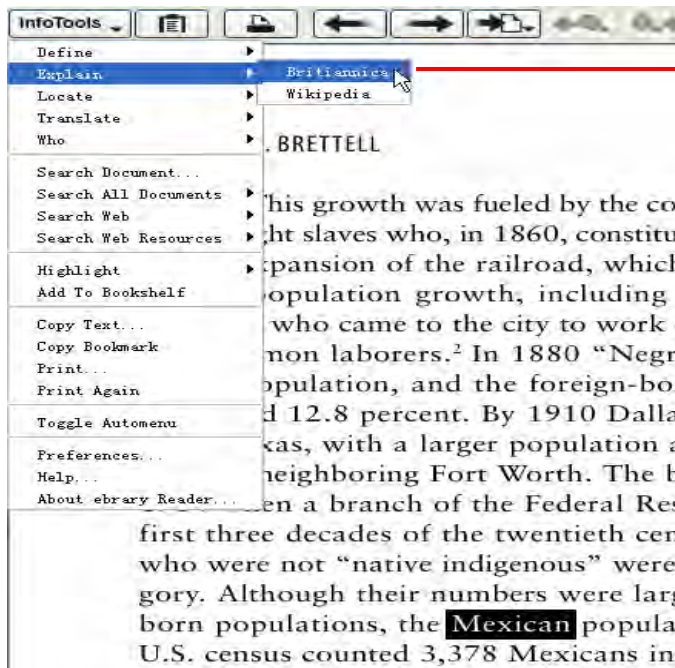 InfoTools
Define
Explain
Britiannica
Locate
Wikipedia
Translate
Who
Search Document...
Search All Documents
Search Web
Search Web Resources
Highlight
Add To Bookshelf
Copy Text...
Copy Bookmark
Print...
Print Again
Toggle Automenu
Preferences...
Help...
About ebrary Reader...
. BRETTELL
his growth was fueled by the co
ht slaves who, in 1860, constitu
pansion of the railroad, which
opulation growth, including
who came to the city to work
mon laborers.² In 1880 “Negr
opulation, and the foreign-bo
d 12.8 percent. By 1910 Dalla
xas, with a larger population a
neighboring Fort Worth. The b
en a branch of the Federal Res
first three decades of the twentieth cen
who were not “native indigenous” were
gory. Although their numbers were larg
born populations, the Mexican popula
U.S. census counted 3,378 Mexicans in